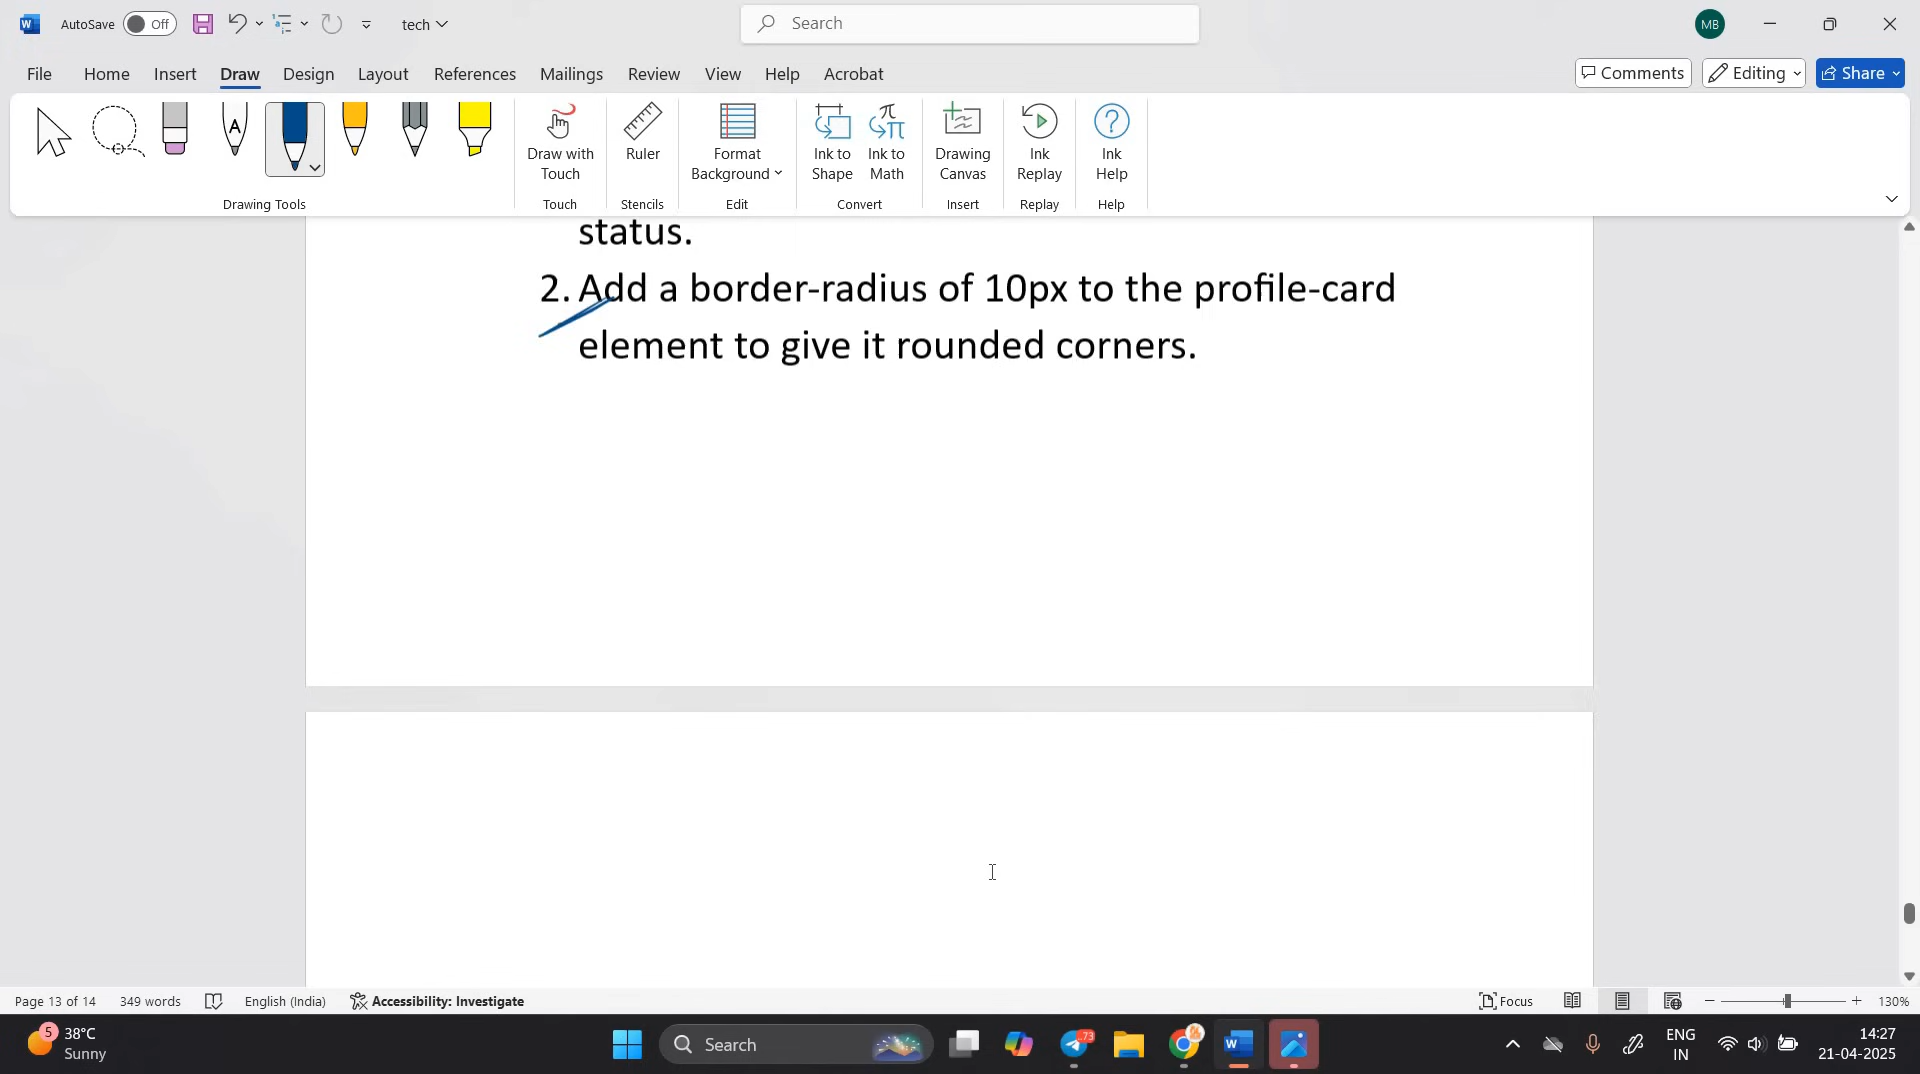 AutoSave Off tech Search MB
File Home Insert Draw Design Layout References Mailings Review View Help Acrobat Comments Editing Share
A
Draw with Touch
Ruler
Format Background
Ink to Shape
Ink to Math
Drawing Canvas
Ink Replay
Ink Help
Drawing Tools Touch Stencils Edit Convert Insert Replay Help
status.
2. Add a border-radius of 10px to the profile-card
element to give it rounded corners.
Page 13 of 14 349 words English (India) Accessibility: Investigate Focus 130%
5 38°C
Sunny
Search
73
ENG
IN
14:27
21-04-2025